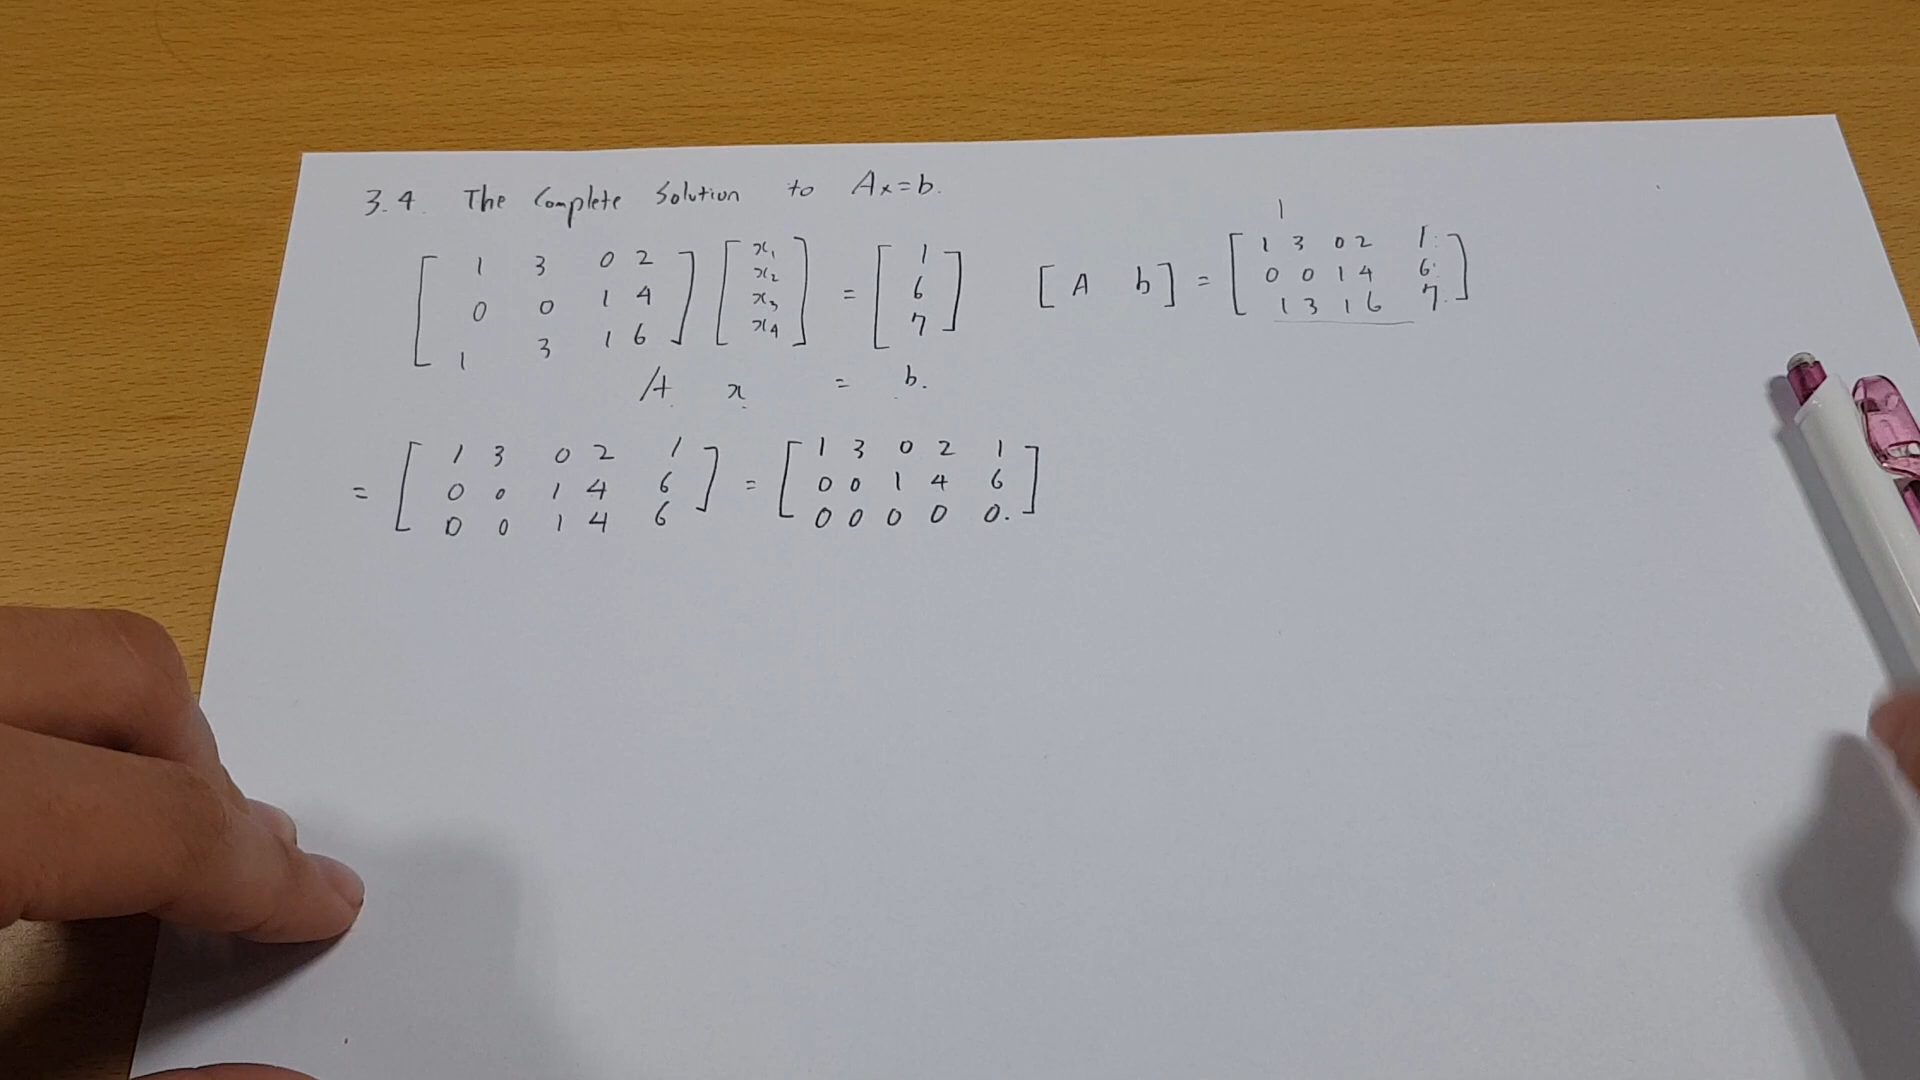 3.4. The Complete Solution to Ax=b.
1
[ 1 3 0 2 ] [ x₁ ] [ 1 ] [ 1 3 0 2 1 ]
[ 0 0 1 4 ] [ x₂ x₃ ] = [ 6 ] [ A b ] = [ 0 0 1 4 6 ]
[ 1 3 1 6 ] [ x₄ ] [ 7 ] [ 1 3 1 6 7 ]
A x = b.
[ 1 3 0 2 1 ] [ 1 3 0 2 1 ]
= [ 0 0 1 4 6 ] = [ 0 0 1 4 6 ]
[ 0 0 1 4 6 ] [ 0 0 0 0 0. ]